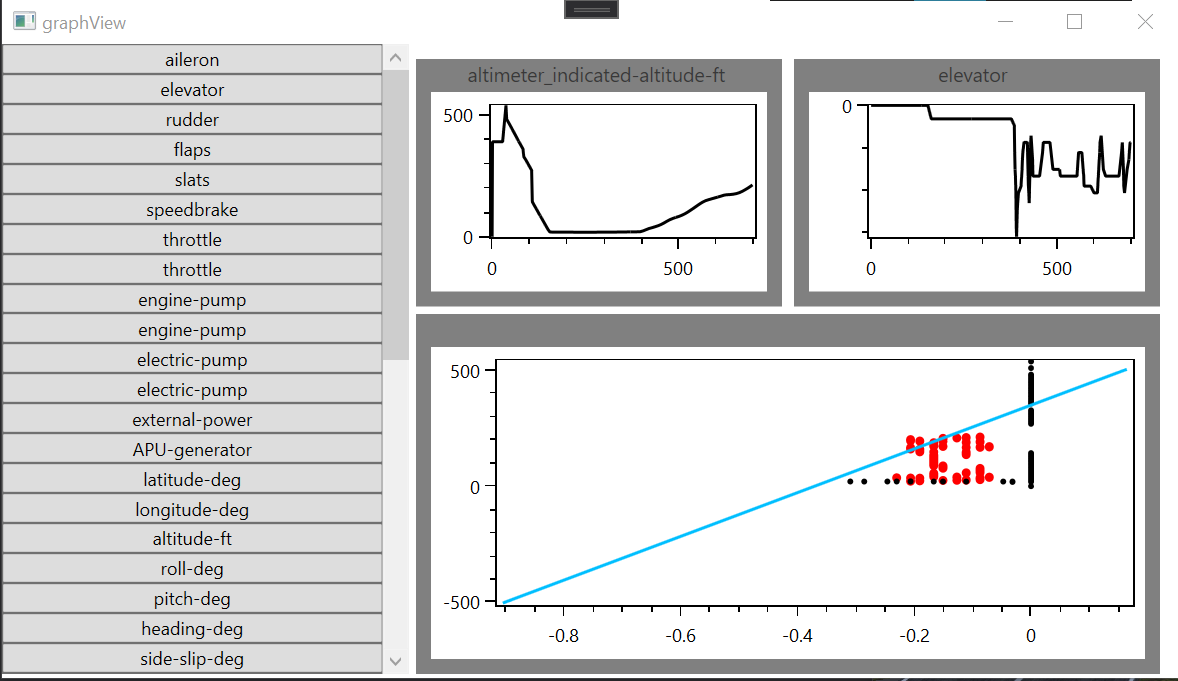 graphView
aileron
elevator
rudder
flaps
slats
speedbrake
throttle
throttle
engine-pump
engine-pump
electric-pump
electric-pump
external-power
APU-generator
latitude-deg
longitude-deg
altitude-ft
roll-deg
pitch-deg
heading-deg
side-slip-deg
altimeter_indicated-altitude-ft
500
0
0 500
elevator
0
0 500
500
0
-500
-0.8 -0.6 -0.4 -0.2 0